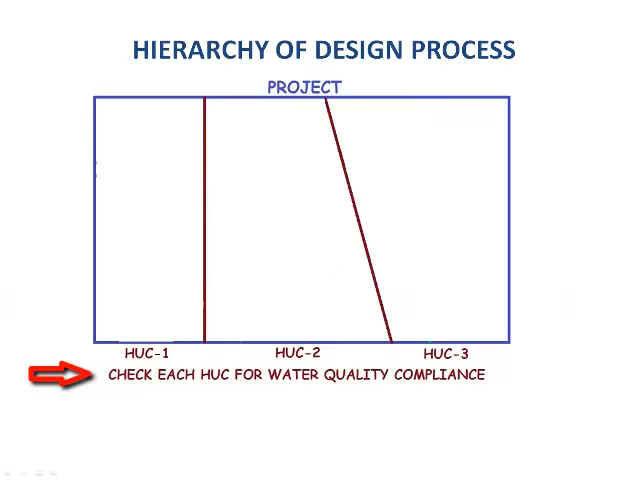 HIERARCHY OF DESIGN PROCESS
PROJECT
HUC-1 HUC-2 HUC-3
CHECK EACH HUC FOR WATER QUALITY COMPLIANCE